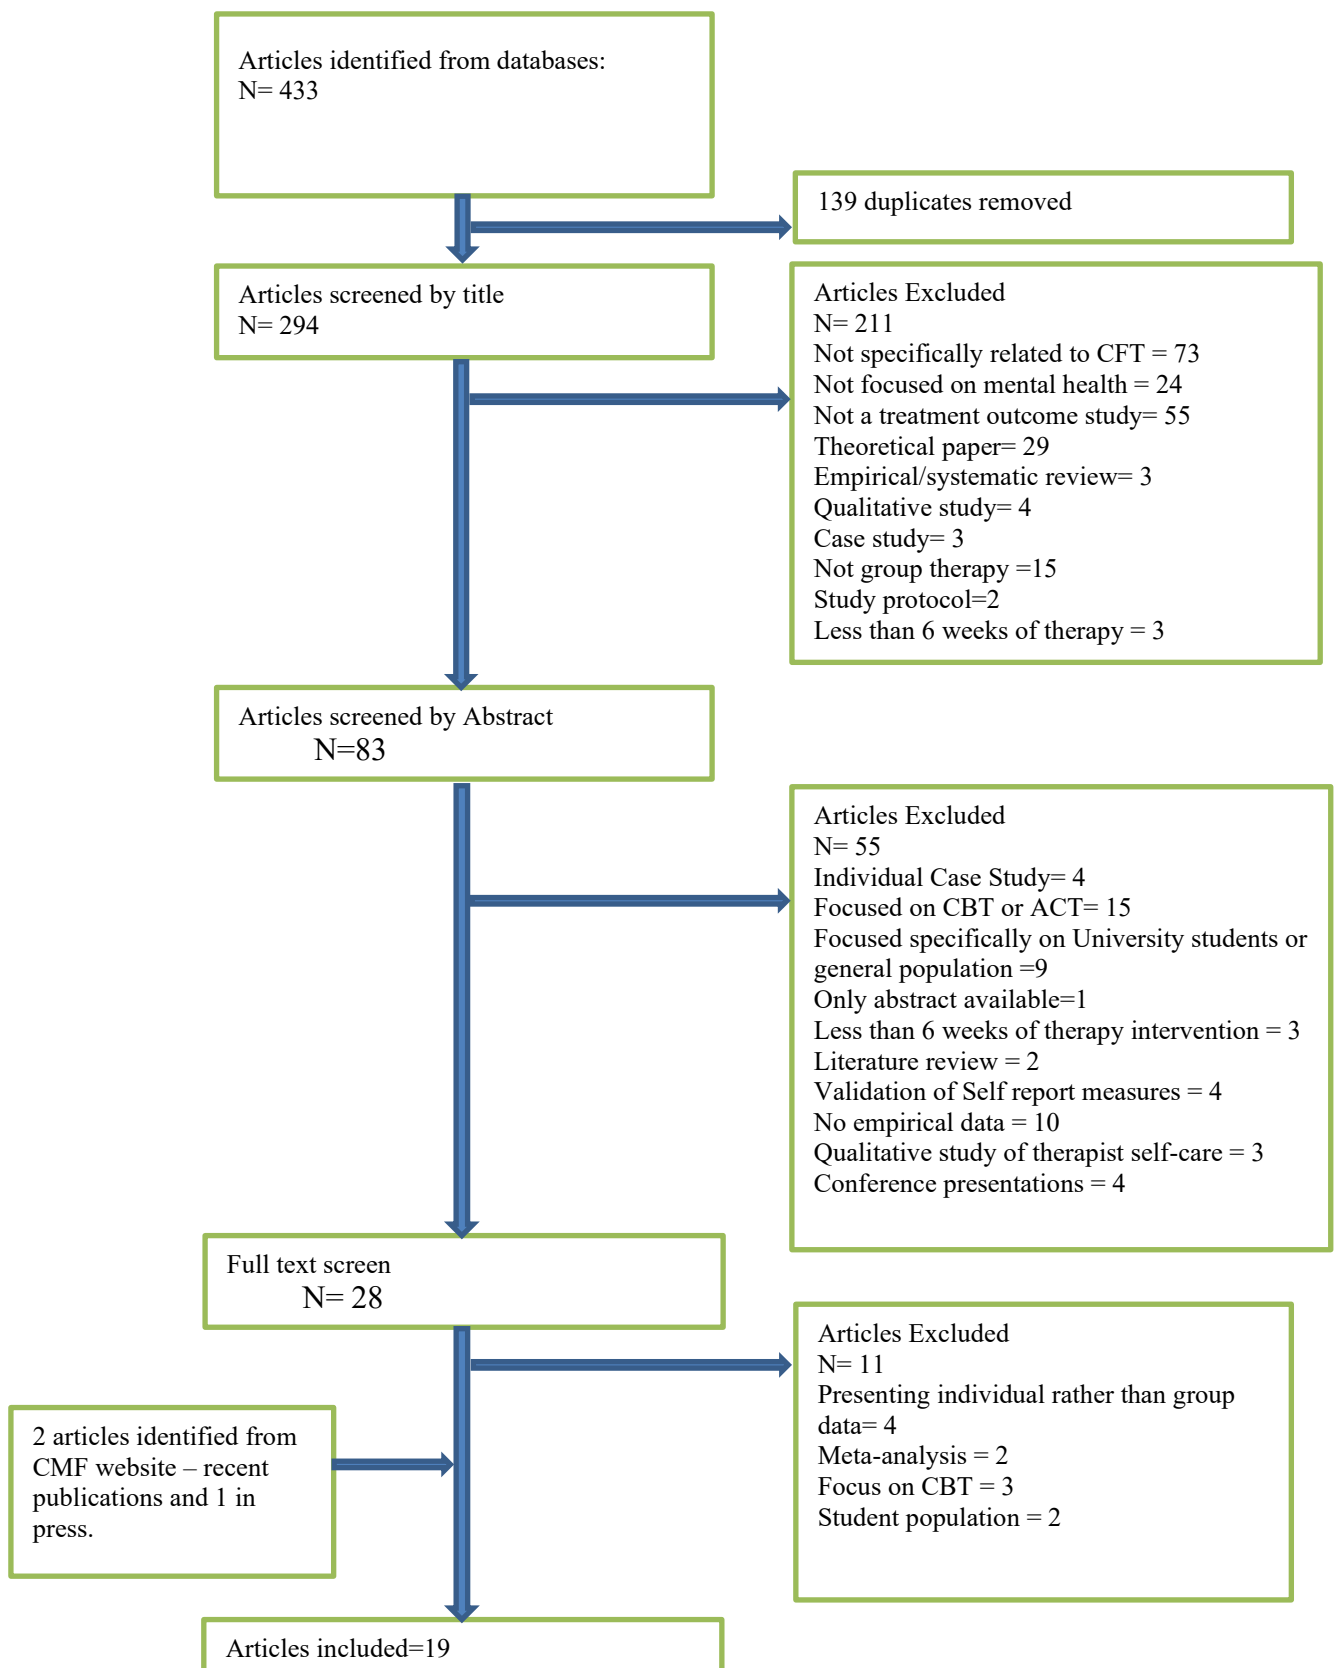 Articles identified from databases:
N= 433
139 duplicates removed
Articles screened by title
N= 294
Articles Excluded
N= 211
Not specifically related to CFT = 73
Not focused on mental health = 24
Not a treatment outcome study= 55
Theoretical paper= 29
Empirical/systematic review= 3
Qualitative study= 4
Case study= 3
Not group therapy =15
Study protocol=2
Less than 6 weeks of therapy = 3
Articles screened by Abstract
N=83
Articles Excluded
N= 55
Individual Case Study= 4
Focused on CBT or ACT= 15
Focused specifically on University students or
general population =9
Only abstract available=1
Less than 6 weeks of therapy intervention = 3
Literature review = 2
Validation of Self report measures = 4
No empirical data = 10
Qualitative study of therapist self-care = 3
Conference presentations = 4
Full text screen
N= 28
Articles Excluded
N= 11
Presenting individual rather than group
data= 4
Meta-analysis = 2
Focus on CBT = 3
Student population = 2
2 articles identified from
CMF website – recent
publications and 1 in
press.
Articles included=19